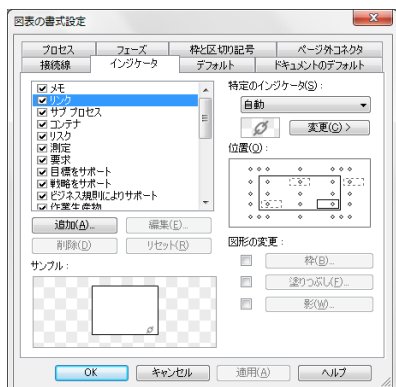 図表の書式設定
プロセス
フェーズ
枠と区切り記号
ページ外コネクタ
接続線
インジケータ
デフォルト
ドキュメントのデフォルト
メモ
リンク
サブ プロセス
コンテナ
リスク
測定
要求
目標をサポート
戦略をサポート
ビジネス規則によりサポート
作業生産物
追加(A)...
編集(E)...
削除(D)
リセット(R)
サンプル:
特定のインジケータ(S):
自動
変更(C) >
位置(O):
図形の変更:
枠(B)...
塗りつぶし(F)...
影(W)...
OK
キャンセル
適用(A)
ヘルプ